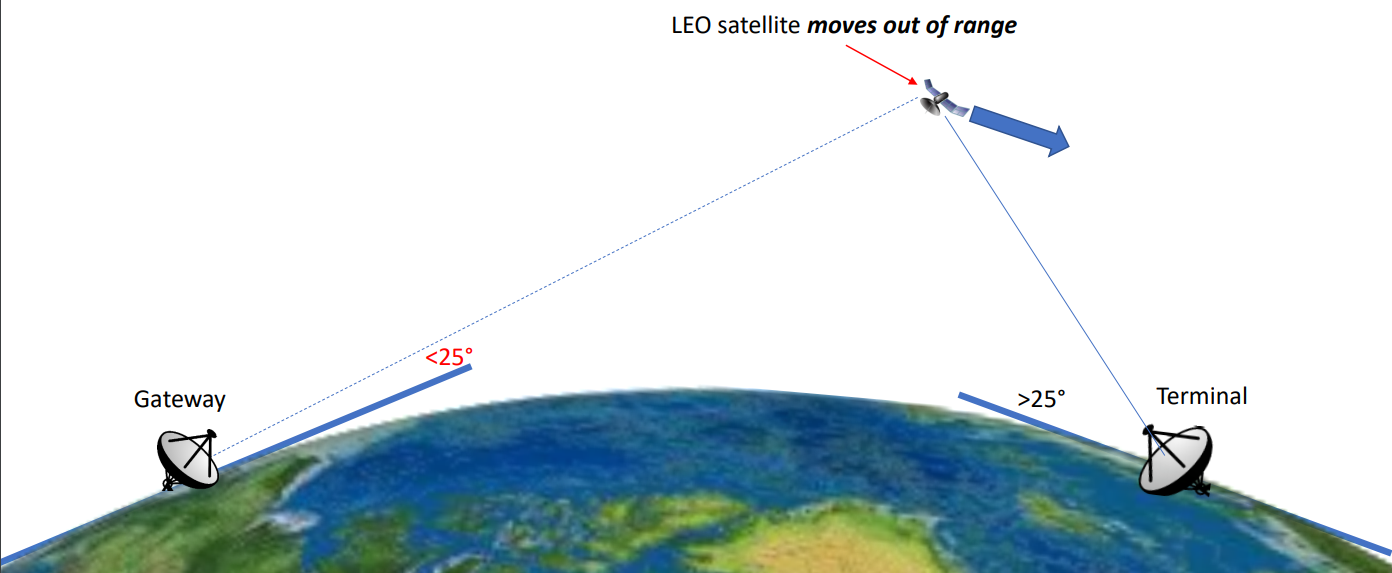 LEO satellite moves out of range
<25°
Gateway
>25°
Terminal